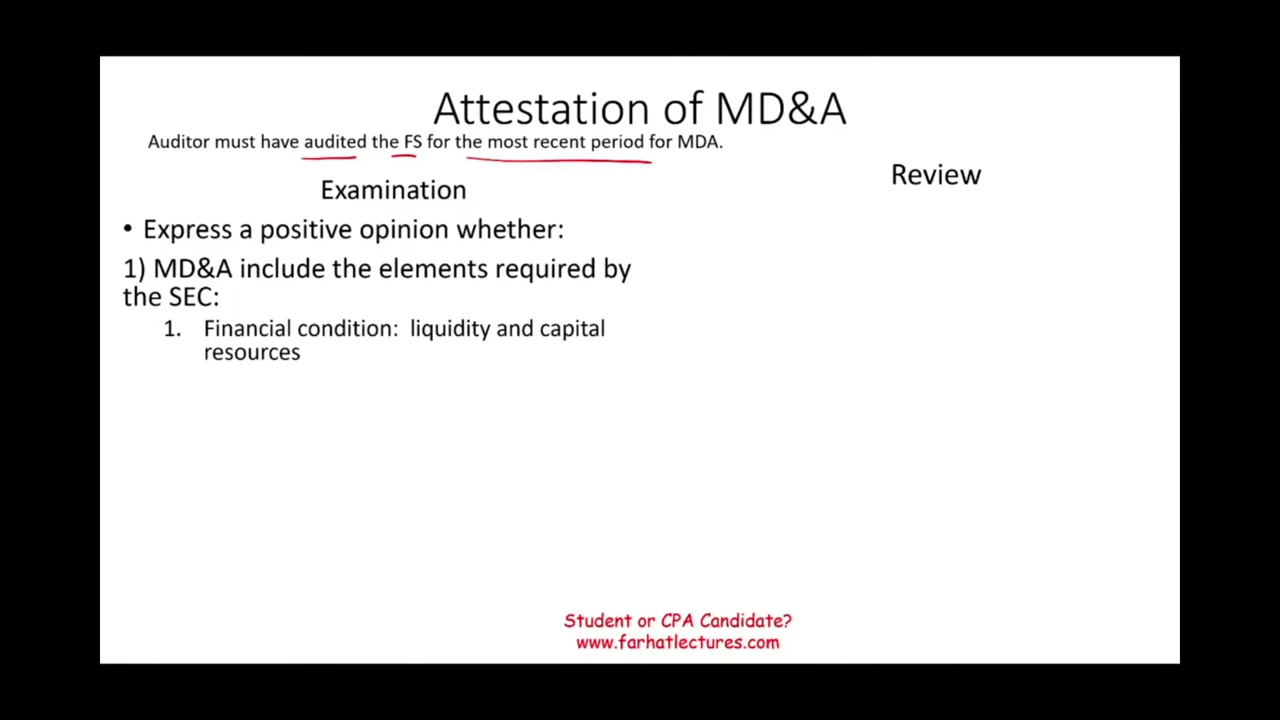 Attestation of MD&A
Auditor must have audited the FS for the most recent period for MDA.
Examination
• Express a positive opinion whether:
1) MD&A include the elements required by
the SEC:
1. Financial condition: liquidity and capital
resources
Review
Student or CPA Candidate?
www.farhatlectures.com